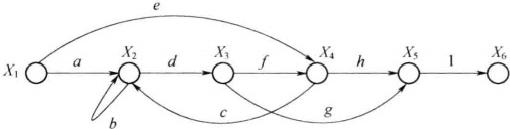 e
X₁ a X₂ d X₃ f X₄ h X₅ 1 X₆
c g
b